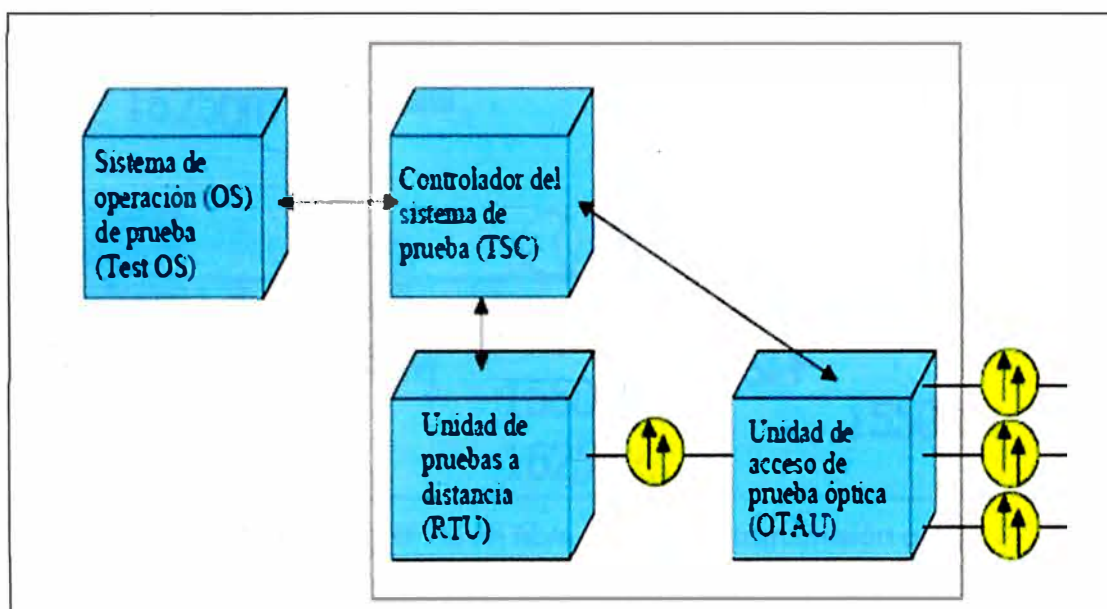 Sistema de
operación (OS)
de prueba
(Test OS)
Controlador del
sistema de
prueba (TSC)
Unidad de
pruebas a
distancia
(RTU)
Unidad de
acceso de
prueba óptica
(OTAU)